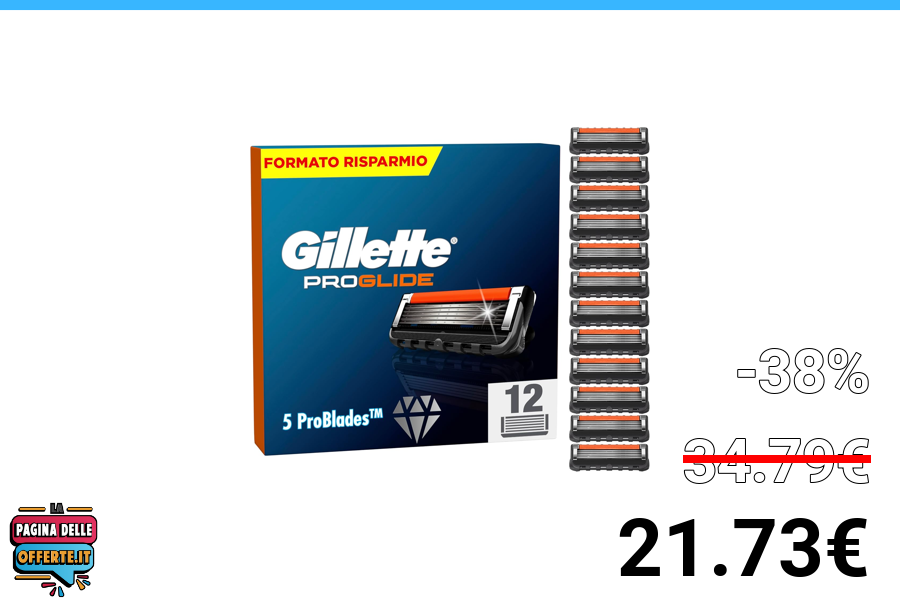 FORMATO RISPARMIO
Gillette®
PROGLIDE
5 ProBlades™
12
-38%
34.79€
21.73€
LA
PAGINA DELLE
OFFERTE.IT